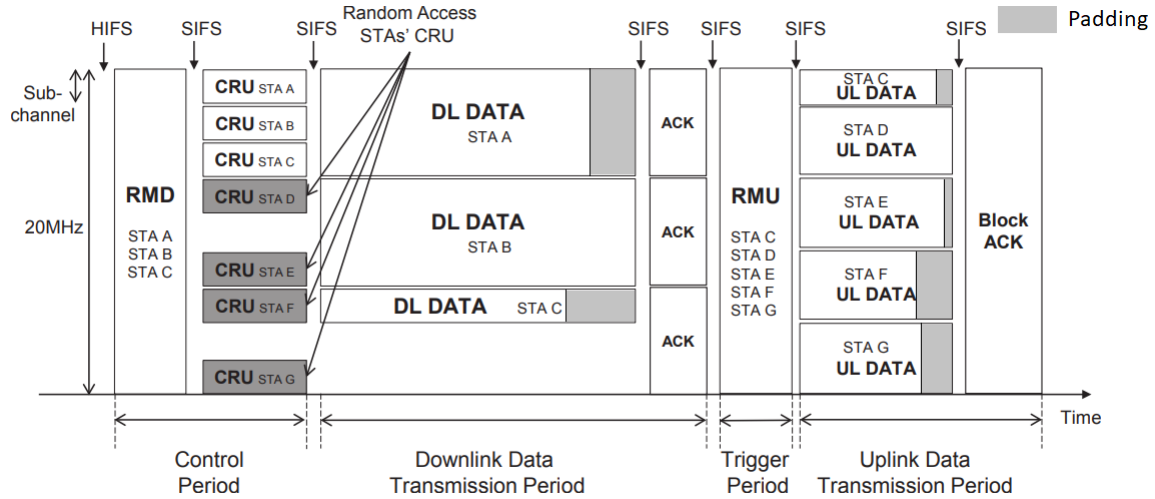 Random Access
STAs' CRU
HIFS
SIFS
SIFS
SIFS
SIFS
SIFS
SIFS
Padding
Sub-
channel
20MHz
RMD
STA A
STA B
STA C
CRU STA A
CRU STA B
CRU STA C
CRU STA D
CRU STA E
CRU STA F
CRU STA G
DL DATA
STA A
DL DATA
STA B
DL DATA STA C
ACK
ACK
ACK
RMU
STA C
STA D
STA E
STA F
STA G
STA C
UL DATA
STA D
UL DATA
STA E
UL DATA
STA F
UL DATA
STA G
UL DATA
Block
ACK
Time
Control
Period
Downlink Data
Transmission Period
Trigger
Period
Uplink Data
Transmission Period